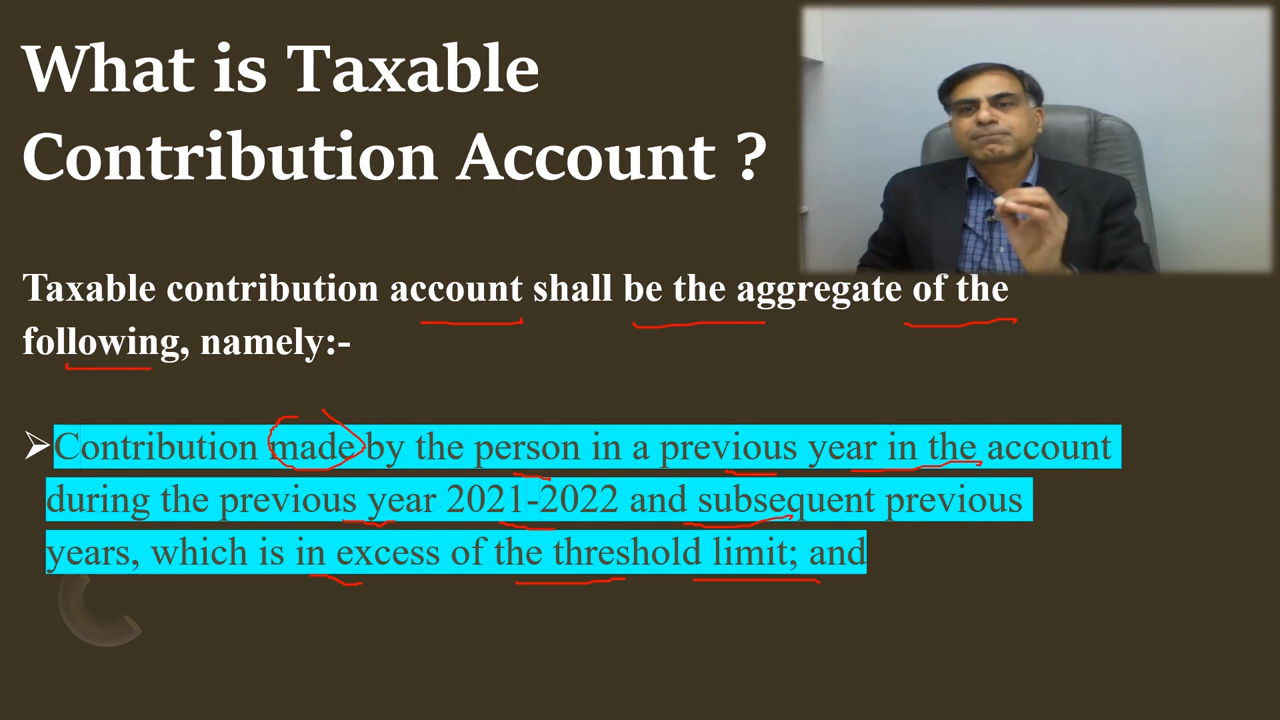 What is Taxable
Contribution Account ?
Taxable contribution account shall be the aggregate of the
following, namely:-
Contribution made by the person in a previous year in the account
during the previous year 2021-2022 and subsequent previous
years, which is in excess of the threshold limit; and